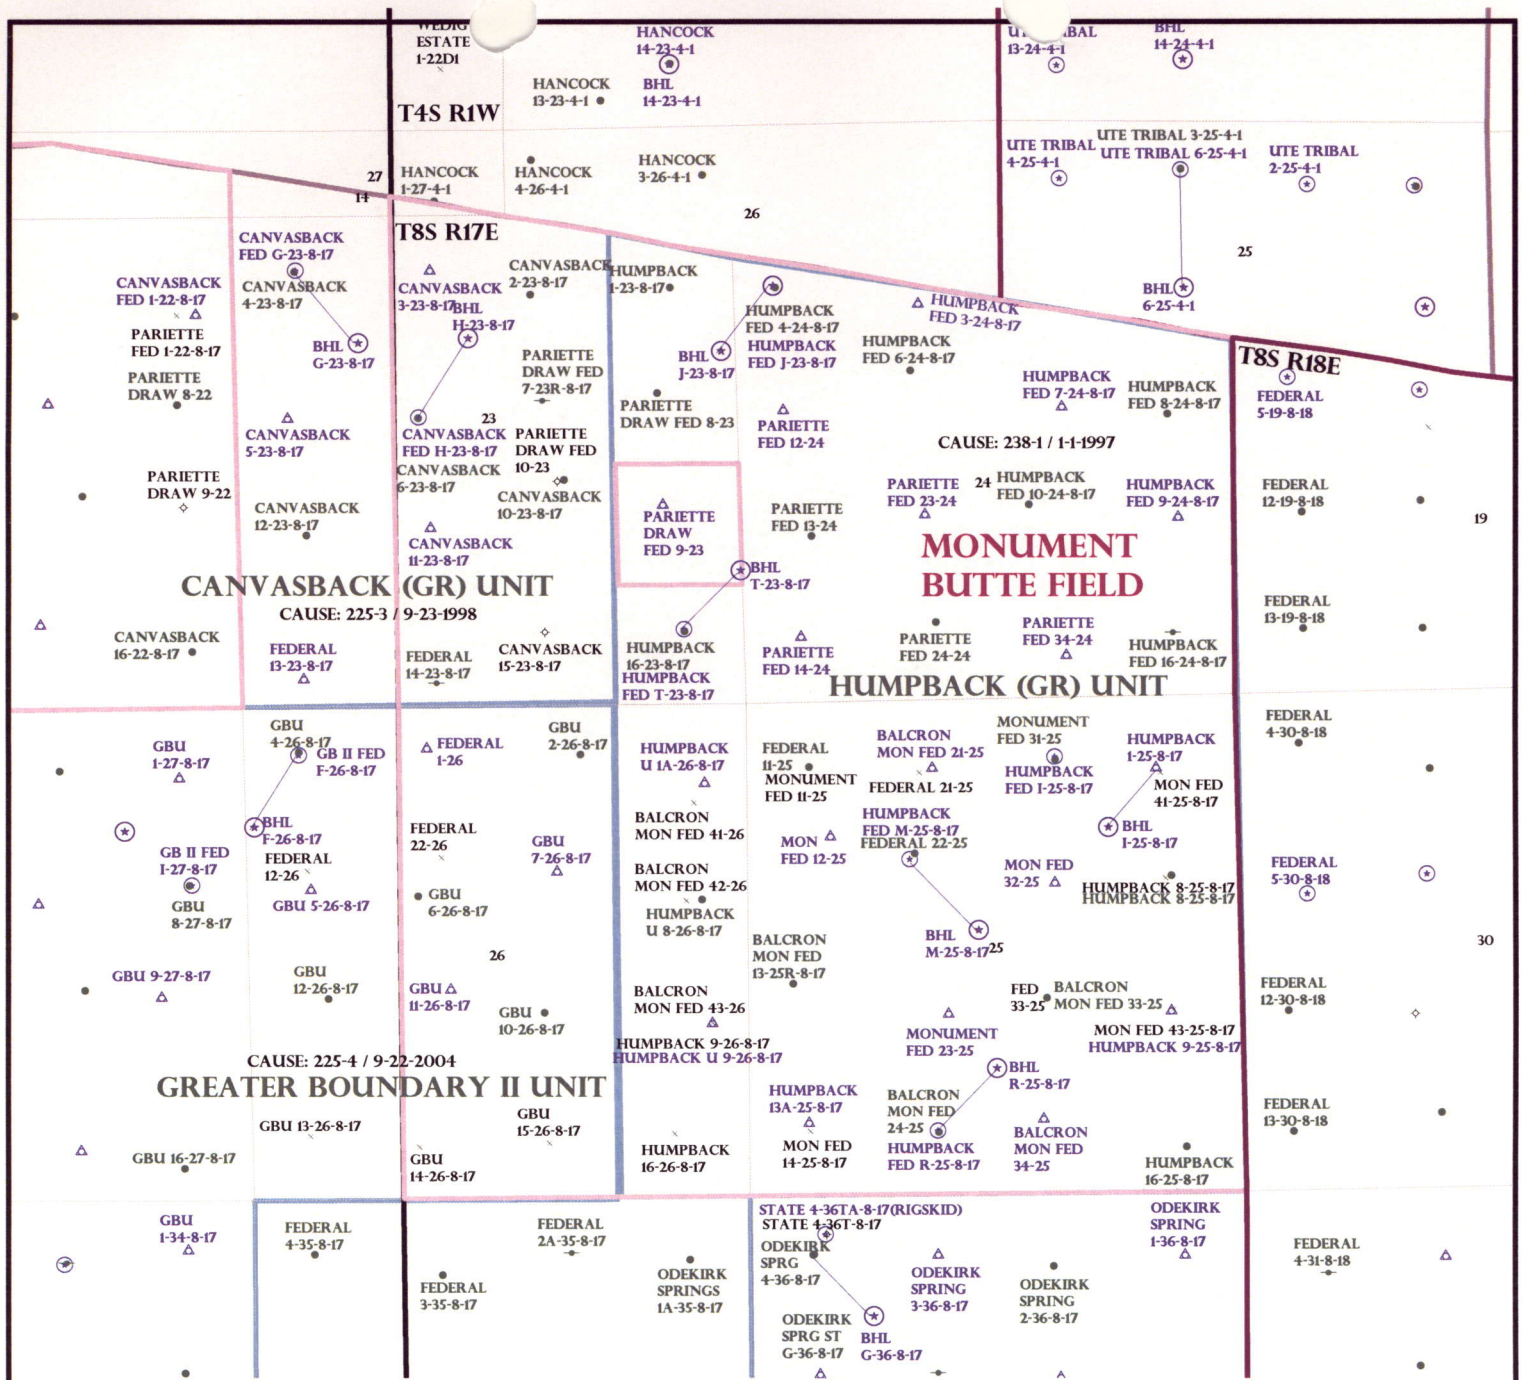 WEDIG
ESTATE
1-22D1
HANCOCK
14-23-4-1
BHL
14-23-4-1
HANCOCK
13-23-4-1
13-24-4-1
BHL
14-24-4-1
T4S R1W
UTE TRIBAL
4-25-4-1
UTE TRIBAL 3-25-4-1
UTE TRIBAL 6-25-4-1
UTE TRIBAL
2-25-4-1
27
14
HANCOCK
1-27-4-1
HANCOCK
4-26-4-1
HANCOCK
3-26-4-1
26
25
BHL
6-25-4-1
T8S R17E
CANVASBACK
FED G-23-8-17
CANVASBACK
4-23-8-17
CANVASBACK
FED 1-22-8-17
PARIETTE
FED 1-22-8-17
PARIETTE
DRAW 8-22
BHL
G-23-8-17
CANVASBACK
3-23-8-17
BHL
H-23-8-17
CANVASBACK
2-23-8-17
HUMPBACK
1-23-8-17
HUMPBACK
FED 4-24-8-17
HUMPBACK
FED J-23-8-17
BHL
J-23-8-17
HUMPBACK
FED 3-24-8-17
HUMPBACK
FED 6-24-8-17
HUMPBACK
FED 7-24-8-17
HUMPBACK
FED 8-24-8-17
T8S R18E
FEDERAL
5-19-8-18
PARIETTE
DRAW FED
7-23R-8-17
PARIETTE
DRAW FED 8-23
PARIETTE
FED 12-24
CAUSE: 238-1 / 1-1-1997
CANVASBACK
5-23-8-17
23
CANVASBACK
FED H-23-8-17
CANVASBACK
6-23-8-17
PARIETTE
DRAW FED
10-23
CANVASBACK
10-23-8-17
PARIETTE
DRAW 9-22
CANVASBACK
12-23-8-17
CANVASBACK
11-23-8-17
PARIETTE
DRAW
FED 9-23
PARIETTE
FED 13-24
PARIETTE
FED 23-24
24
HUMPBACK
FED 10-24-8-17
HUMPBACK
FED 9-24-8-17
FEDERAL
12-19-8-18
19
MONUMENT
BUTTE FIELD
CANVASBACK (GR) UNIT
CAUSE: 225-3 / 9-23-1998
BHL
T-23-8-17
CANVASBACK
16-22-8-17
FEDERAL
13-23-8-17
FEDERAL
14-23-8-17
CANVASBACK
15-23-8-17
HUMPBACK
16-23-8-17
HUMPBACK
FED T-23-8-17
PARIETTE
FED 14-24
PARIETTE
FED 24-24
PARIETTE
FED 34-24
HUMPBACK
FED 16-24-8-17
FEDERAL
13-19-8-18
HUMPBACK (GR) UNIT
GBU
1-27-8-17
GBU
4-26-8-17
GB II FED
F-26-8-17
FEDERAL
1-26
GBU
2-26-8-17
HUMPBACK
U 1A-26-8-17
FEDERAL
11-25
MONUMENT
FED 11-25
BALCRON
MON FED 21-25
FEDERAL 21-25
MONUMENT
FED 31-25
HUMPBACK
FED I-25-8-17
HUMPBACK
1-25-8-17
MON FED
41-25-8-17
FEDERAL
4-30-8-18
BHL
F-26-8-17
GB II FED
I-27-8-17
GBU
8-27-8-17
FEDERAL
12-26
GBU 5-26-8-17
FEDERAL
22-26
GBU
7-26-8-17
BALCRON
MON FED 41-26
BALCRON
MON FED 42-26
HUMPBACK
U 8-26-8-17
MON
FED 12-25
HUMPBACK
FED M-25-8-17
FEDERAL 22-25
MON FED
32-25
BHL
I-25-8-17
HUMPBACK 8-25-8-17
HUMPBACK 8-25-8-17
FEDERAL
5-30-8-18
GBU
6-26-8-17
26
BALCRON
MON FED
13-25R-8-17
BHL
M-25-8-17
25
30
GBU 9-27-8-17
GBU
12-26-8-17
GBU
11-26-8-17
GBU
10-26-8-17
BALCRON
MON FED 43-26
HUMPBACK 9-26-8-17
HUMPBACK U 9-26-8-17
MONUMENT
FED 23-25
FED
33-25
BALCRON
MON FED 33-25
MON FED 43-25-8-17
HUMPBACK 9-25-8-17
FEDERAL
12-30-8-18
CAUSE: 225-4 / 9-22-2004
GREATER BOUNDARY II UNIT
BHL
R-25-8-17
GBU 16-27-8-17
GBU 13-26-8-17
GBU
14-26-8-17
GBU
15-26-8-17
HUMPBACK
16-26-8-17
HUMPBACK
13A-25-8-17
MON FED
14-25-8-17
BALCRON
MON FED
24-25
HUMPBACK
FED R-25-8-17
BALCRON
MON FED
34-25
HUMPBACK
16-25-8-17
FEDERAL
13-30-8-18
GBU
1-34-8-17
FEDERAL
4-35-8-17
FEDERAL
3-35-8-17
FEDERAL
2A-35-8-17
ODEKIRK
SPRINGS
1A-35-8-17
STATE 4-36TA-8-17(RIGSKID)
STATE 4-36T-8-17
ODEKIRK
SPRG
4-36-8-17
ODEKIRK
SPRG ST
G-36-8-17
BHL
G-36-8-17
ODEKIRK
SPRING
3-36-8-17
ODEKIRK
SPRING
2-36-8-17
ODEKIRK
SPRING
1-36-8-17
FEDERAL
4-31-8-18